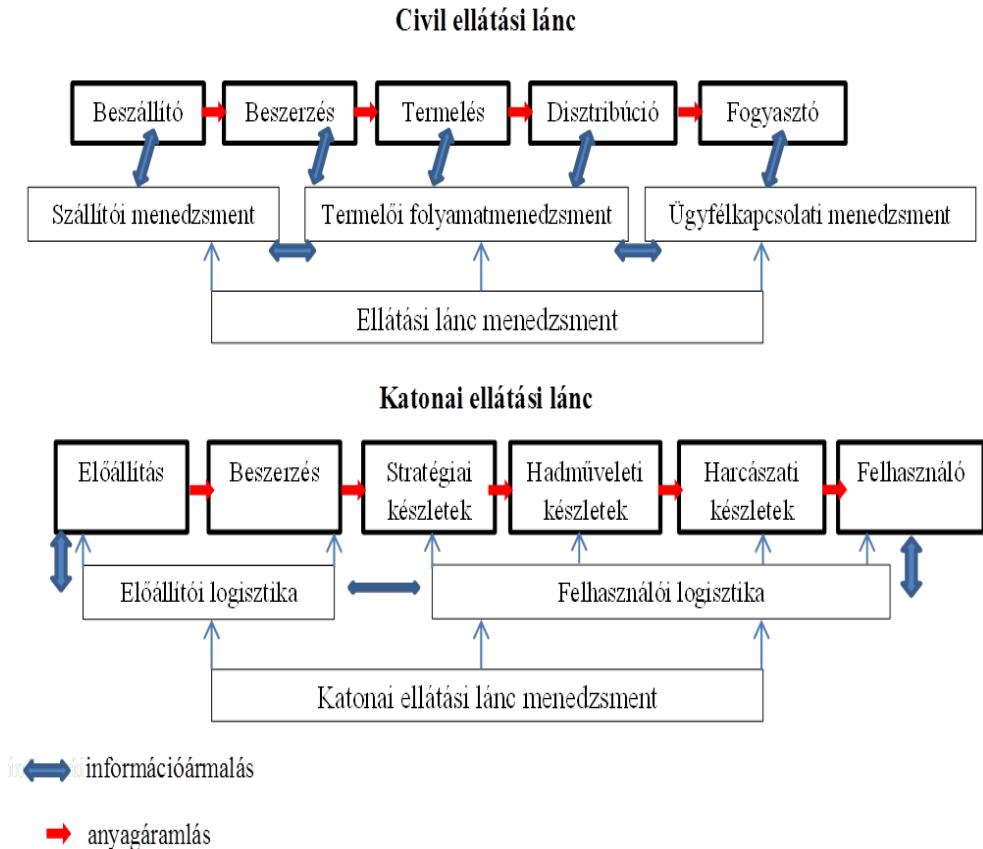 Civil ellátási lánc
Beszállító Beszerzés Termelés Disztribúció Fogyasztó
Szállítói menedzsment Termelői folyamatmenedzsment Ügyfélkapcsolati menedzsment
Ellátási lánc menedzsment
Katonai ellátási lánc
Előállítás Beszerzés Stratégiai készletek Hadműveleti készletek Harcászati készletek Felhasználó
Előállítói logisztika Felhasználói logisztika
Katonai ellátási lánc menedzsment
információármalás
anyagáramlás